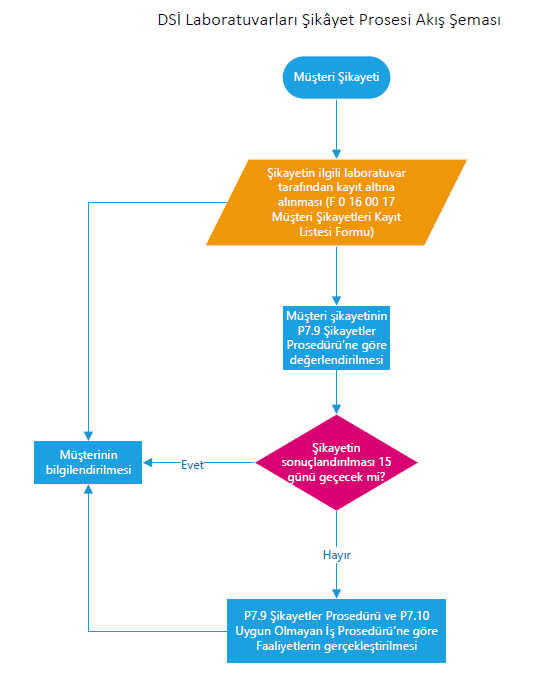 DSİ Laboratuvarları Şikâyet Prosesi Akış Şeması
Müşteri Şikayeti
Şikayetin ilgili laboratuvar
tarafından kayıt altına
alınması (F 0 16 00 17
Müşteri Şikayetleri Kayıt
Listesi Formu)
Müşteri şikayetinin
P7.9 Şikayetler
Prosedürü’ne göre
değerlendirilmesi
Şikayetin
sonuçlandırılması 15
günü geçecek mi?
Evet
Müşterinin
bilgilendirilmesi
Hayır
P7.9 Şikayetler Prosedürü ve P7.10
Uygun Olmayan İş Prosedürü’ne göre
Faaliyetlerin gerçekleştirilmesi